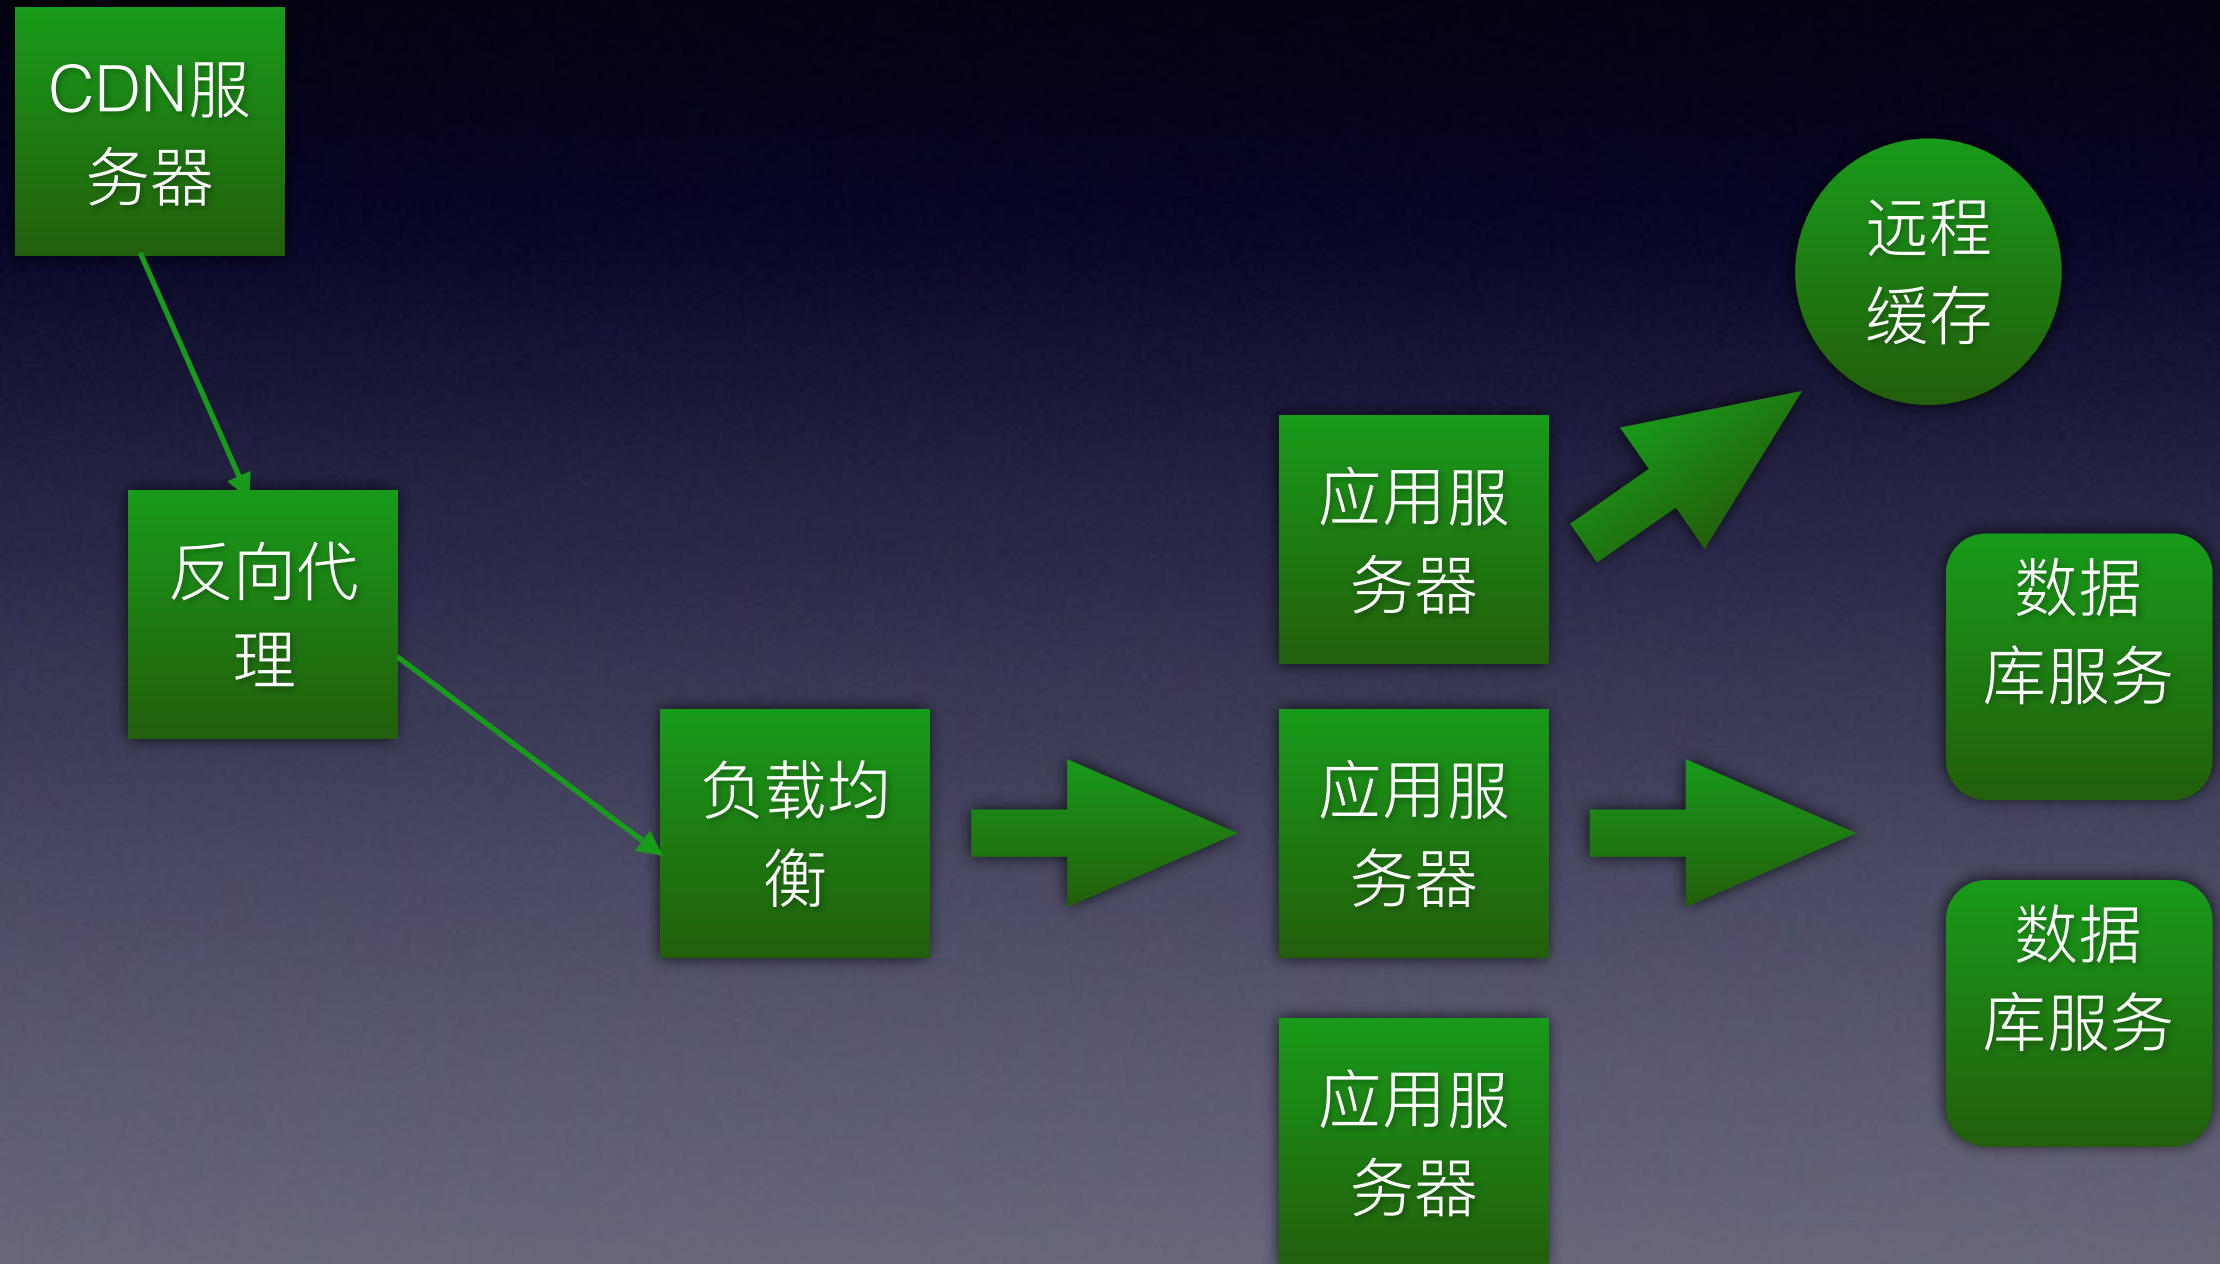 CDN服
务器
反向代
理
负载均
衡
应用服
务器
应用服
务器
应用服
务器
远程
缓存
数据
库服务
数据
库服务